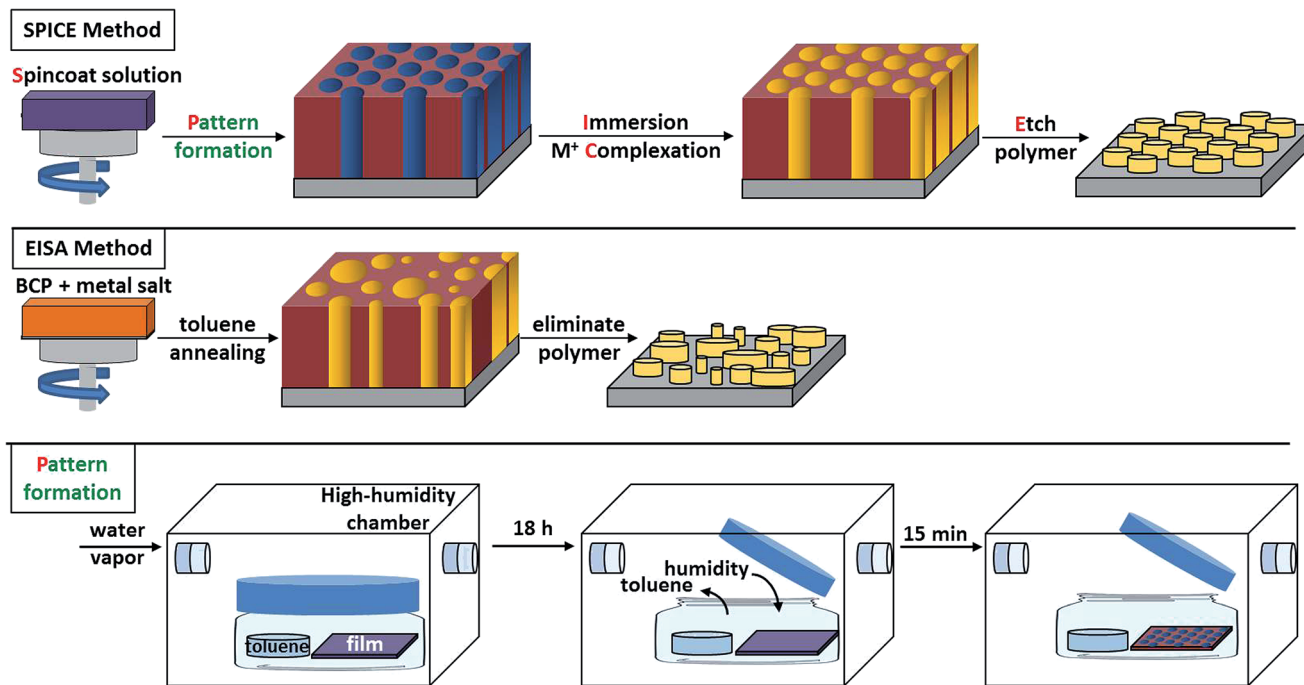 SPICE Method
Spincoat solution
Pattern
formation
Immersion
M⁺ Complexation
Etch
polymer
EISA Method
BCP + metal salt
toluene
annealing
eliminate
polymer
Pattern
formation
water
vapor
High-humidity
chamber
toluene
film
18 h
humidity
toluene
15 min